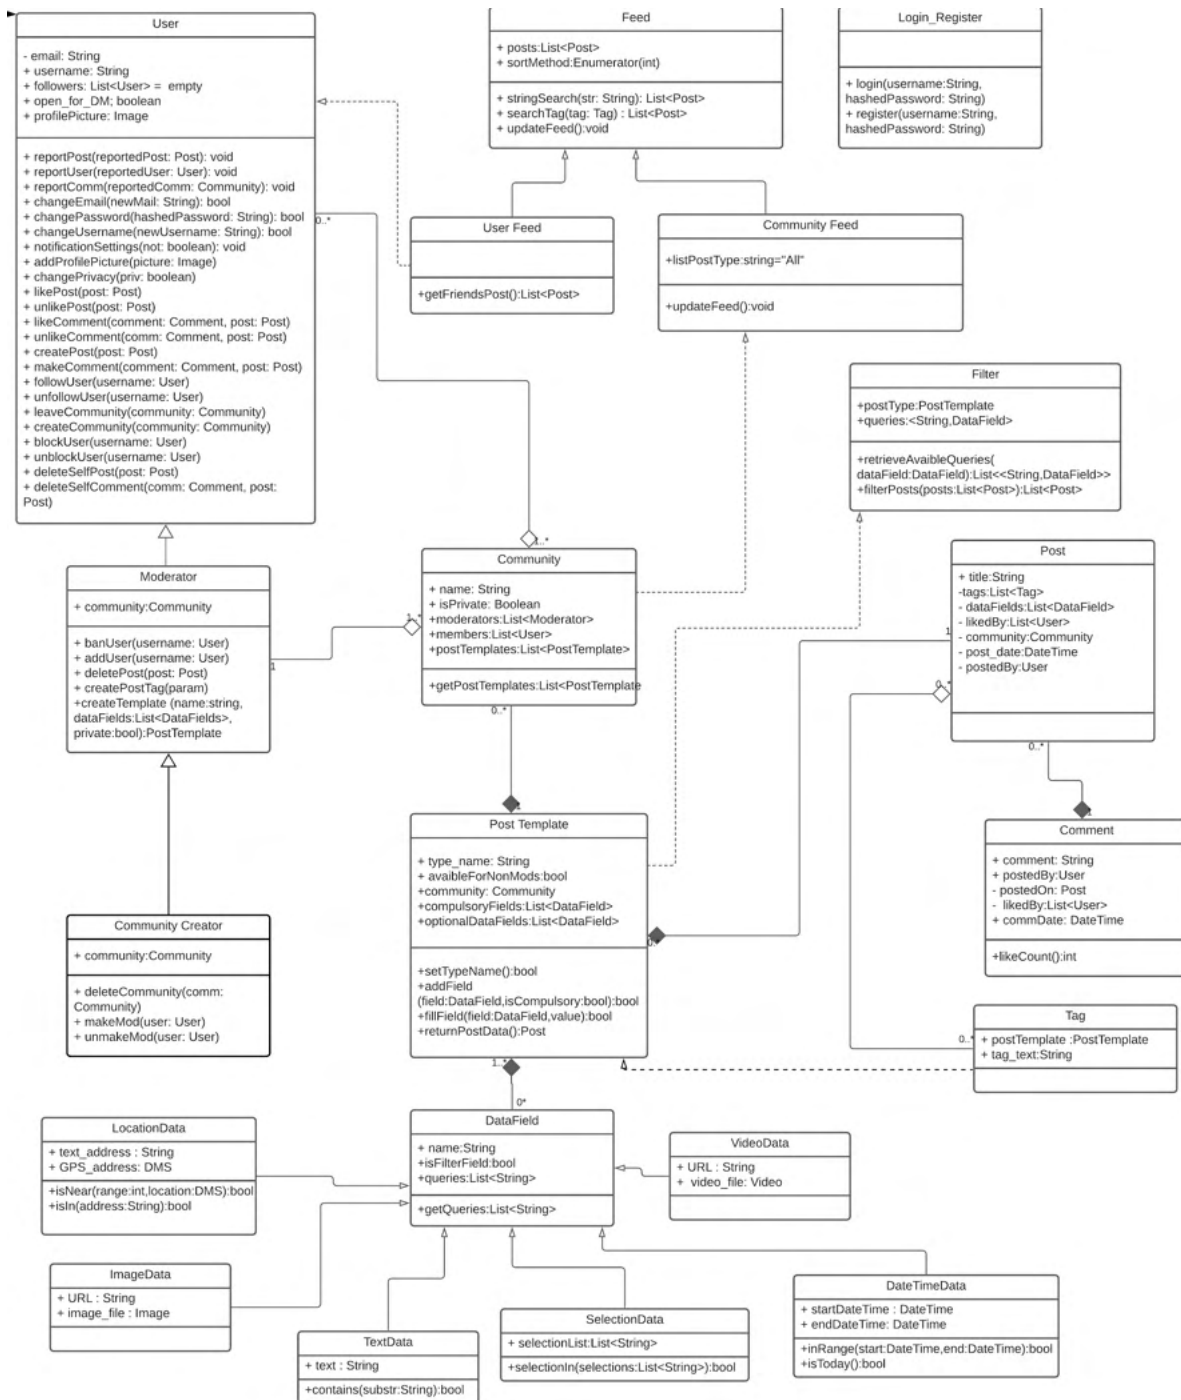 User
- email: String
+ username: String
+ followers: List<User> = empty
+ open_for_DM; boolean
+ profilePicture: Image
+ reportPost(reportedPost: Post): void
+ reportUser(reportedUser: User): void
+ reportComm(reportedComm: Community): void
+ changeEmail(newMail: String): bool
+ changePassword(hashedPassword: String): bool
+ changeUsername(newUsername: String): bool
+ notificationSettings(not: boolean): void
+ addProfilePicture(picture: Image)
+ changePrivacy(priv: boolean)
+ likePost(post: Post)
+ unlikePost(post: Post)
+ likeComment(comment: Comment, post: Post)
+ unlikeComment(comm: Comment, post: Post)
+ createPost(post: Post)
+ makeComment(comment: Comment, post: Post)
+ followUser(username: User)
+ unfollowUser(username: User)
+ leaveCommunity(community: Community)
+ createCommunity(community: Community)
+ blockUser(username: User)
+ unblockUser(username: User)
+ deleteSelfPost(post: Post)
+ deleteSelfComment(comm: Comment, post:
Post)
0..*
Feed
+ posts:List<Post>
+ sortMethod:Enumerator(int)
+ stringSearch(str: String): List<Post>
+ searchTag(tag: Tag) : List<Post>
+ updateFeed():void
Login_Register
+ login(username:String,
hashedPassword: String)
+ register(username:String,
hashedPassword: String)
User Feed
+getFriendsPost():List<Post>
Community Feed
+listPostType:string="All"
+updateFeed():void
Filter
+postType:PostTemplate
+queries:<String,DataField>
+retrieveAvaibleQueries(
dataField:DataField):List<<String,DataField>>
+filterPosts(posts:List<Post>):List<Post>
Moderator
+ community:Community
+ banUser(username: User)
+ addUser(username: User)
+ deletePost(post: Post)
+ createPostTag(param)
+createTemplate (name:string,
dataFields:List<DataFields>,
private:bool):PostTemplate
1
1..*
1..*
Community
+ name: String
+ isPrivate: Boolean
+moderators:List<Moderator>
+members:List<User>
+postTemplates:List<PostTemplate>
+getPostTemplates:List<PostTemplate
0..*
Post
+ title:String
-tags:List<Tag>
- dataFields:List<DataField>
- likedBy:List<User>
- community:Community
- post_date:DateTime
- postedBy:User
1
0..*
0..*
Comment
+ comment: String
+ postedBy:User
- postedOn: Post
- likedBy:List<User>
+ commDate: DateTime
+likeCount():int
1
Post Template
+ type_name: String
+ avaibleForNonMods:bool
+community: Community
+compulsoryFields:List<DataField>
+optionalDataFields:List<DataField>
+setTypeName():bool
+addField
(field:DataField,isCompulsory:bool):bool
+fillField(field:DataField,value):bool
+returnPostData():Post
1
0..*
1..*
Community Creator
+ community:Community
+ deleteCommunity(comm:
Community)
+ makeMod(user: User)
+ unmakeMod(user: User)
Tag
+ postTemplate :PostTemplate
+ tag_text:String
0..*
0*
DataField
+ name:String
+isFilterField:bool
+queries:List<String>
+getQueries:List<String>
LocationData
+ text_address : String
+ GPS_address: DMS
+isNear(range:int,location:DMS):bool
+isIn(address:String):bool
VideoData
+ URL : String
+ video_file: Video
ImageData
+ URL : String
+ image_file : Image
TextData
+ text : String
+contains(substr:String):bool
SelectionData
+ selectionList:List<String>
+selectionIn(selections:List<String>):bool
DateTimeData
+ startDateTime : DateTime
+ endDateTime: DateTime
+inRange(start:DateTime,end:DateTime):bool
+isToday():bool